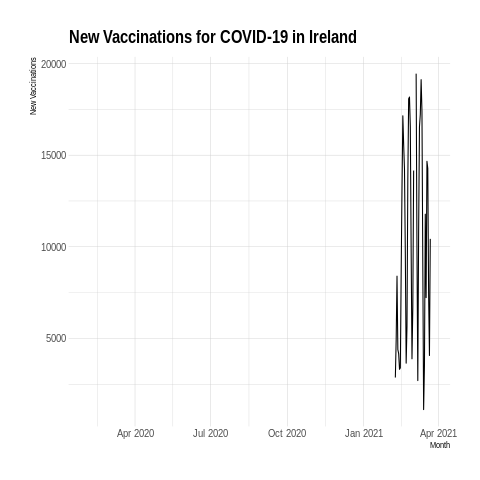 New Vaccinations for COVID-19 in Ireland
New Vaccinations
20000
15000
10000
5000
Apr 2020 Jul 2020 Oct 2020 Jan 2021 Apr 2021
Month